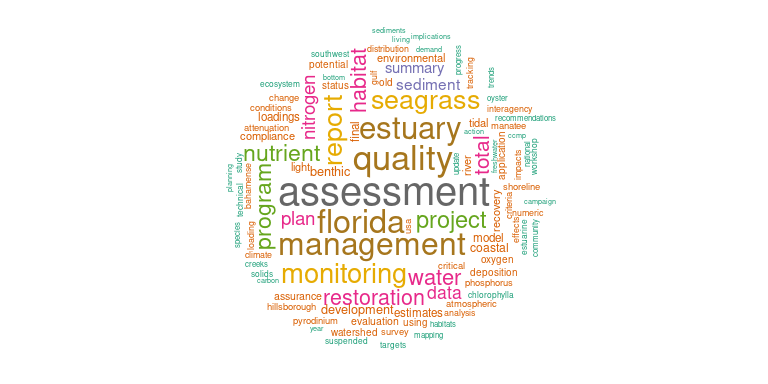 sediments
living implications
southwest distribution demand
potential environmental progress
bottom gulf summary tracking trends
ecosystem status old sediment
change nitrogen habitat seagrass oyster
conditions report interagency
loadings final estuary tidal recommendations
attenuation action manatee
compliance total ccmp
nutrient quality freshwater application national workshop
study light benthic update river impacts
planning bahamense assessment shoreline
technical program recovery criteria campaign
plan florida usa project numeric
species loading management model effects estuarine community
climate coastal
creeks critical oxygen
solids monitoring water deposition
carbon phosphorus
assurance restoration data chlorophylla
hillsborough development estimates atmospheric
analysis
pyrodinium evaluation using habitats
year watershed survey mapping
suspended targets